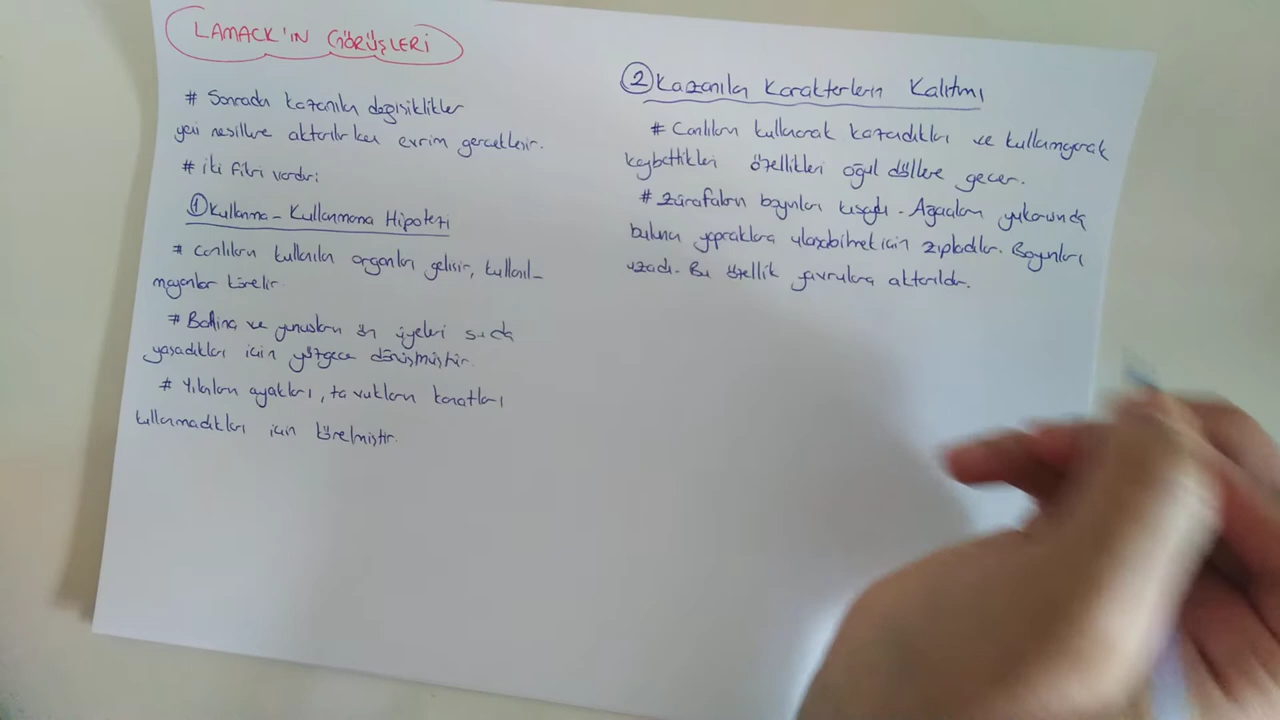 LAMACK'IN GÖRÜŞLERİ
# Sonradan kazanılan değişiklikler
yeni nesillere aktarılırken evrim gerçekleşir.
# iki fikri vardır:
① Kullanma - Kullanmama Hipotezi
# Canlıların kullanılan organları gelişir, kullanıl-
mayanlar körelir.
# Balina ve yunusların ön üyeleri suda
yaşadıkları için yüzgece dönüşmüştür.
# Yılanların ayakları, tavukların kanatları
kullanmadıkları için körelmiştir.
② Kazanılan Karakterlerin Kalıtımı
# Canlıların kullanarak kazandıkları ve kullanmayarak
kaybettikleri özellikleri oğul döllere geçer.
# Zürafaların boyunları kısaydı. Ağaçların yukarısında
bulunan yapraklara ulaşabilmek için zıpladılar. Boyunları
uzadı. Bu özellik yavrulara aktarıldı.